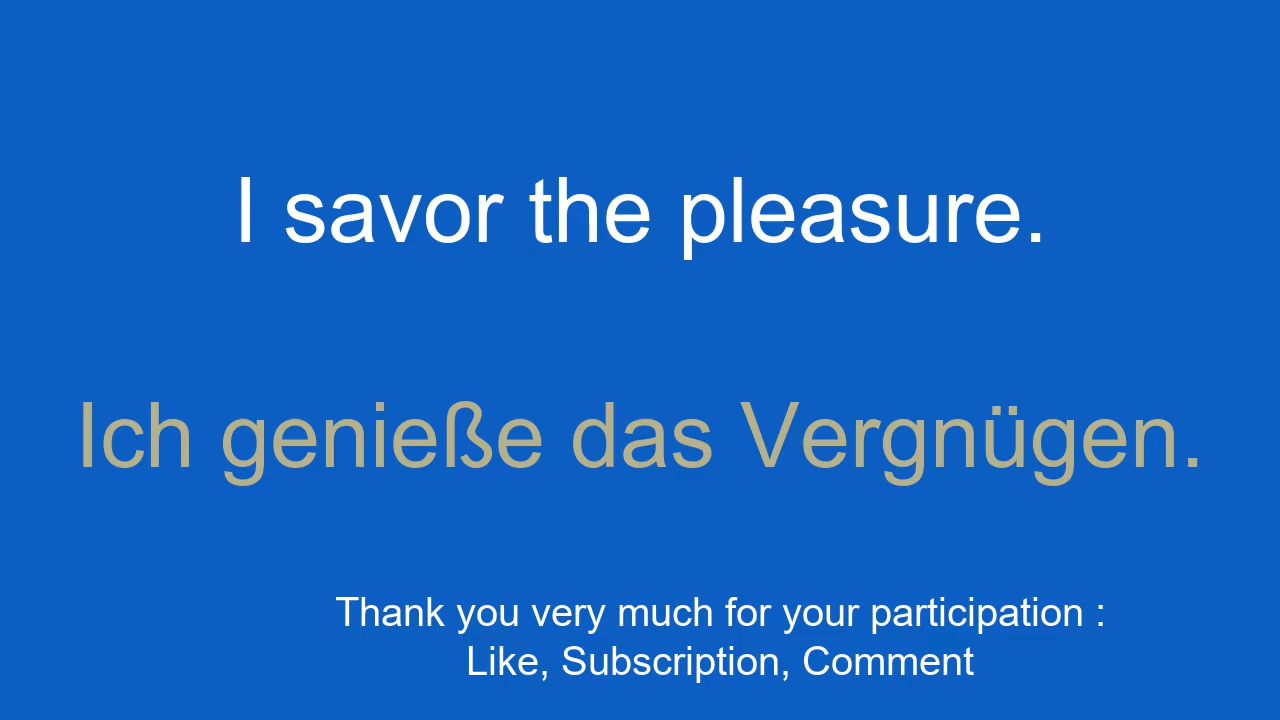 I savor the pleasure.
Ich genieße das Vergnügen.
Thank you very much for your participation :
Like, Subscription, Comment